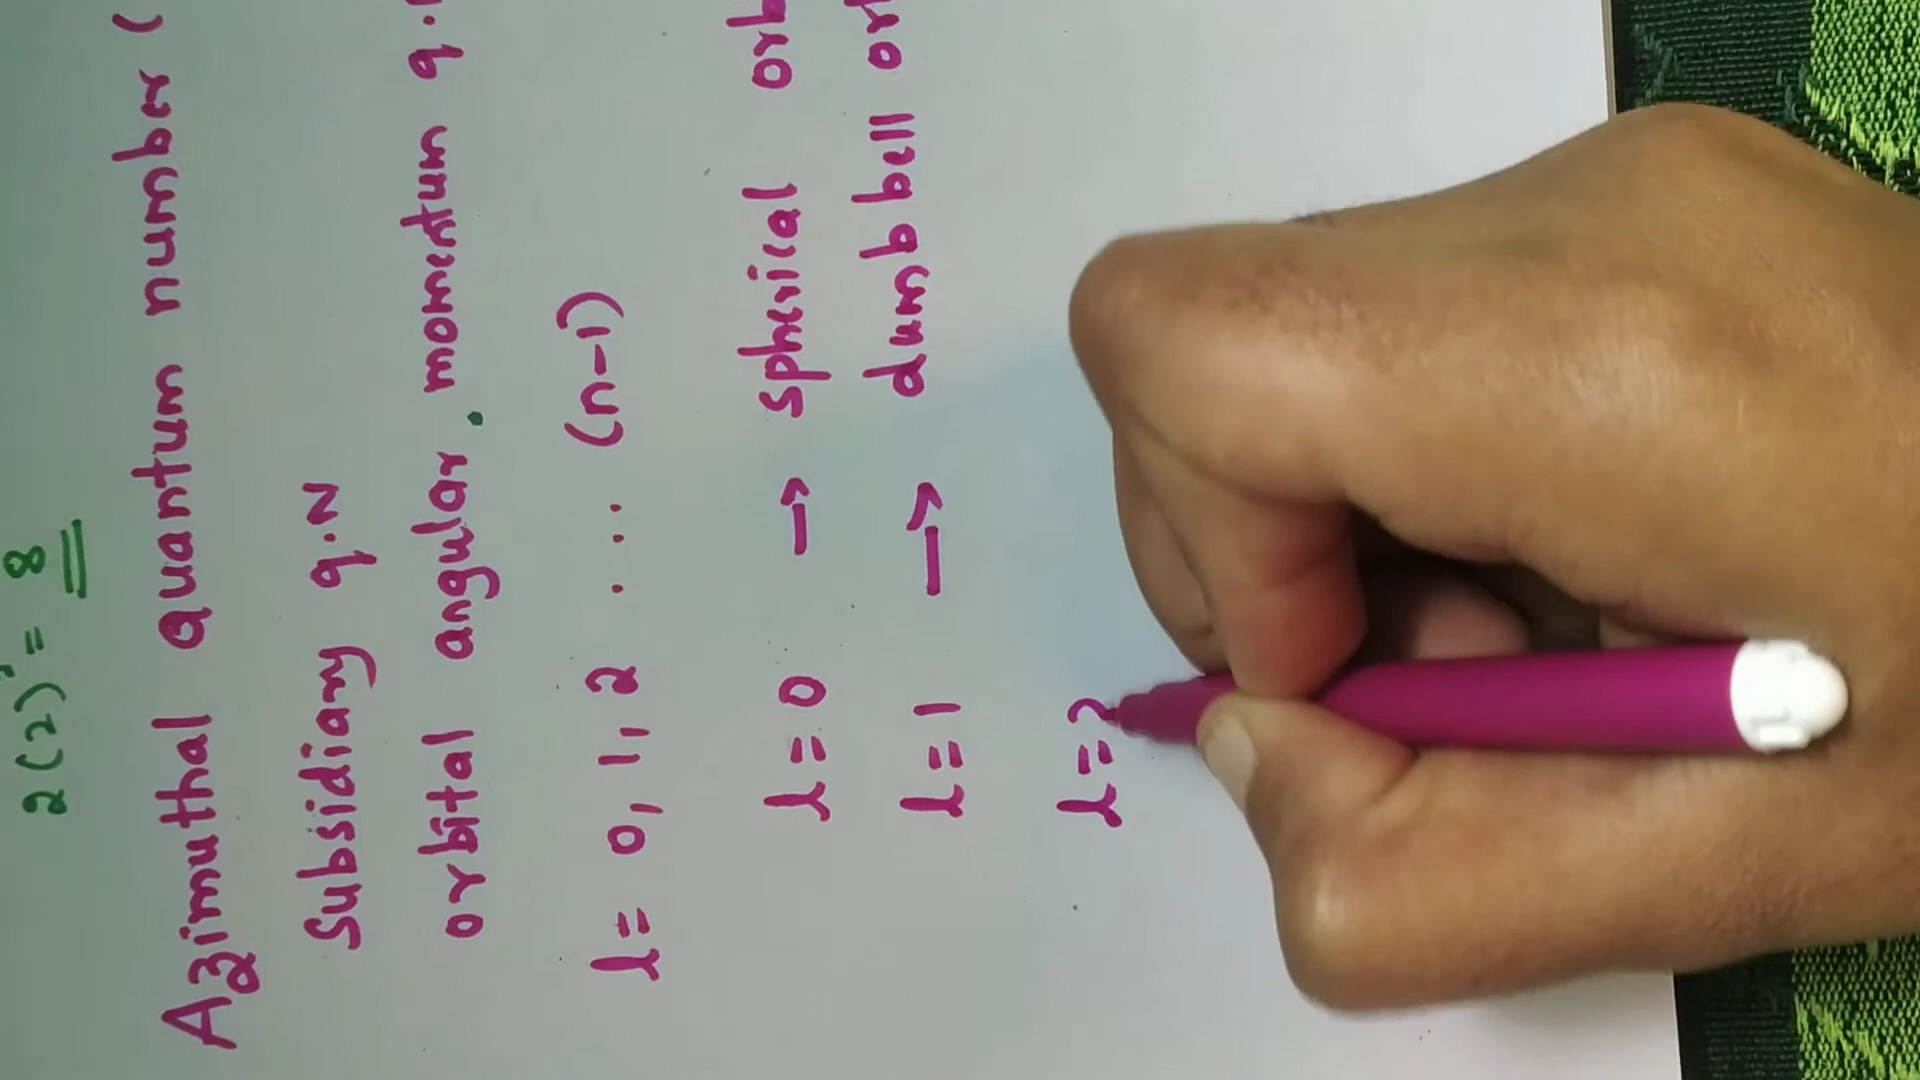 2(2)² = 8
Azimuthal quantum number (
Subsidiary q.N
orbital angular momentum q.
l = 0, 1, 2 .... (n-1)
l = 0 → spherical orb
l = 1 → dumb bell or
l = 2